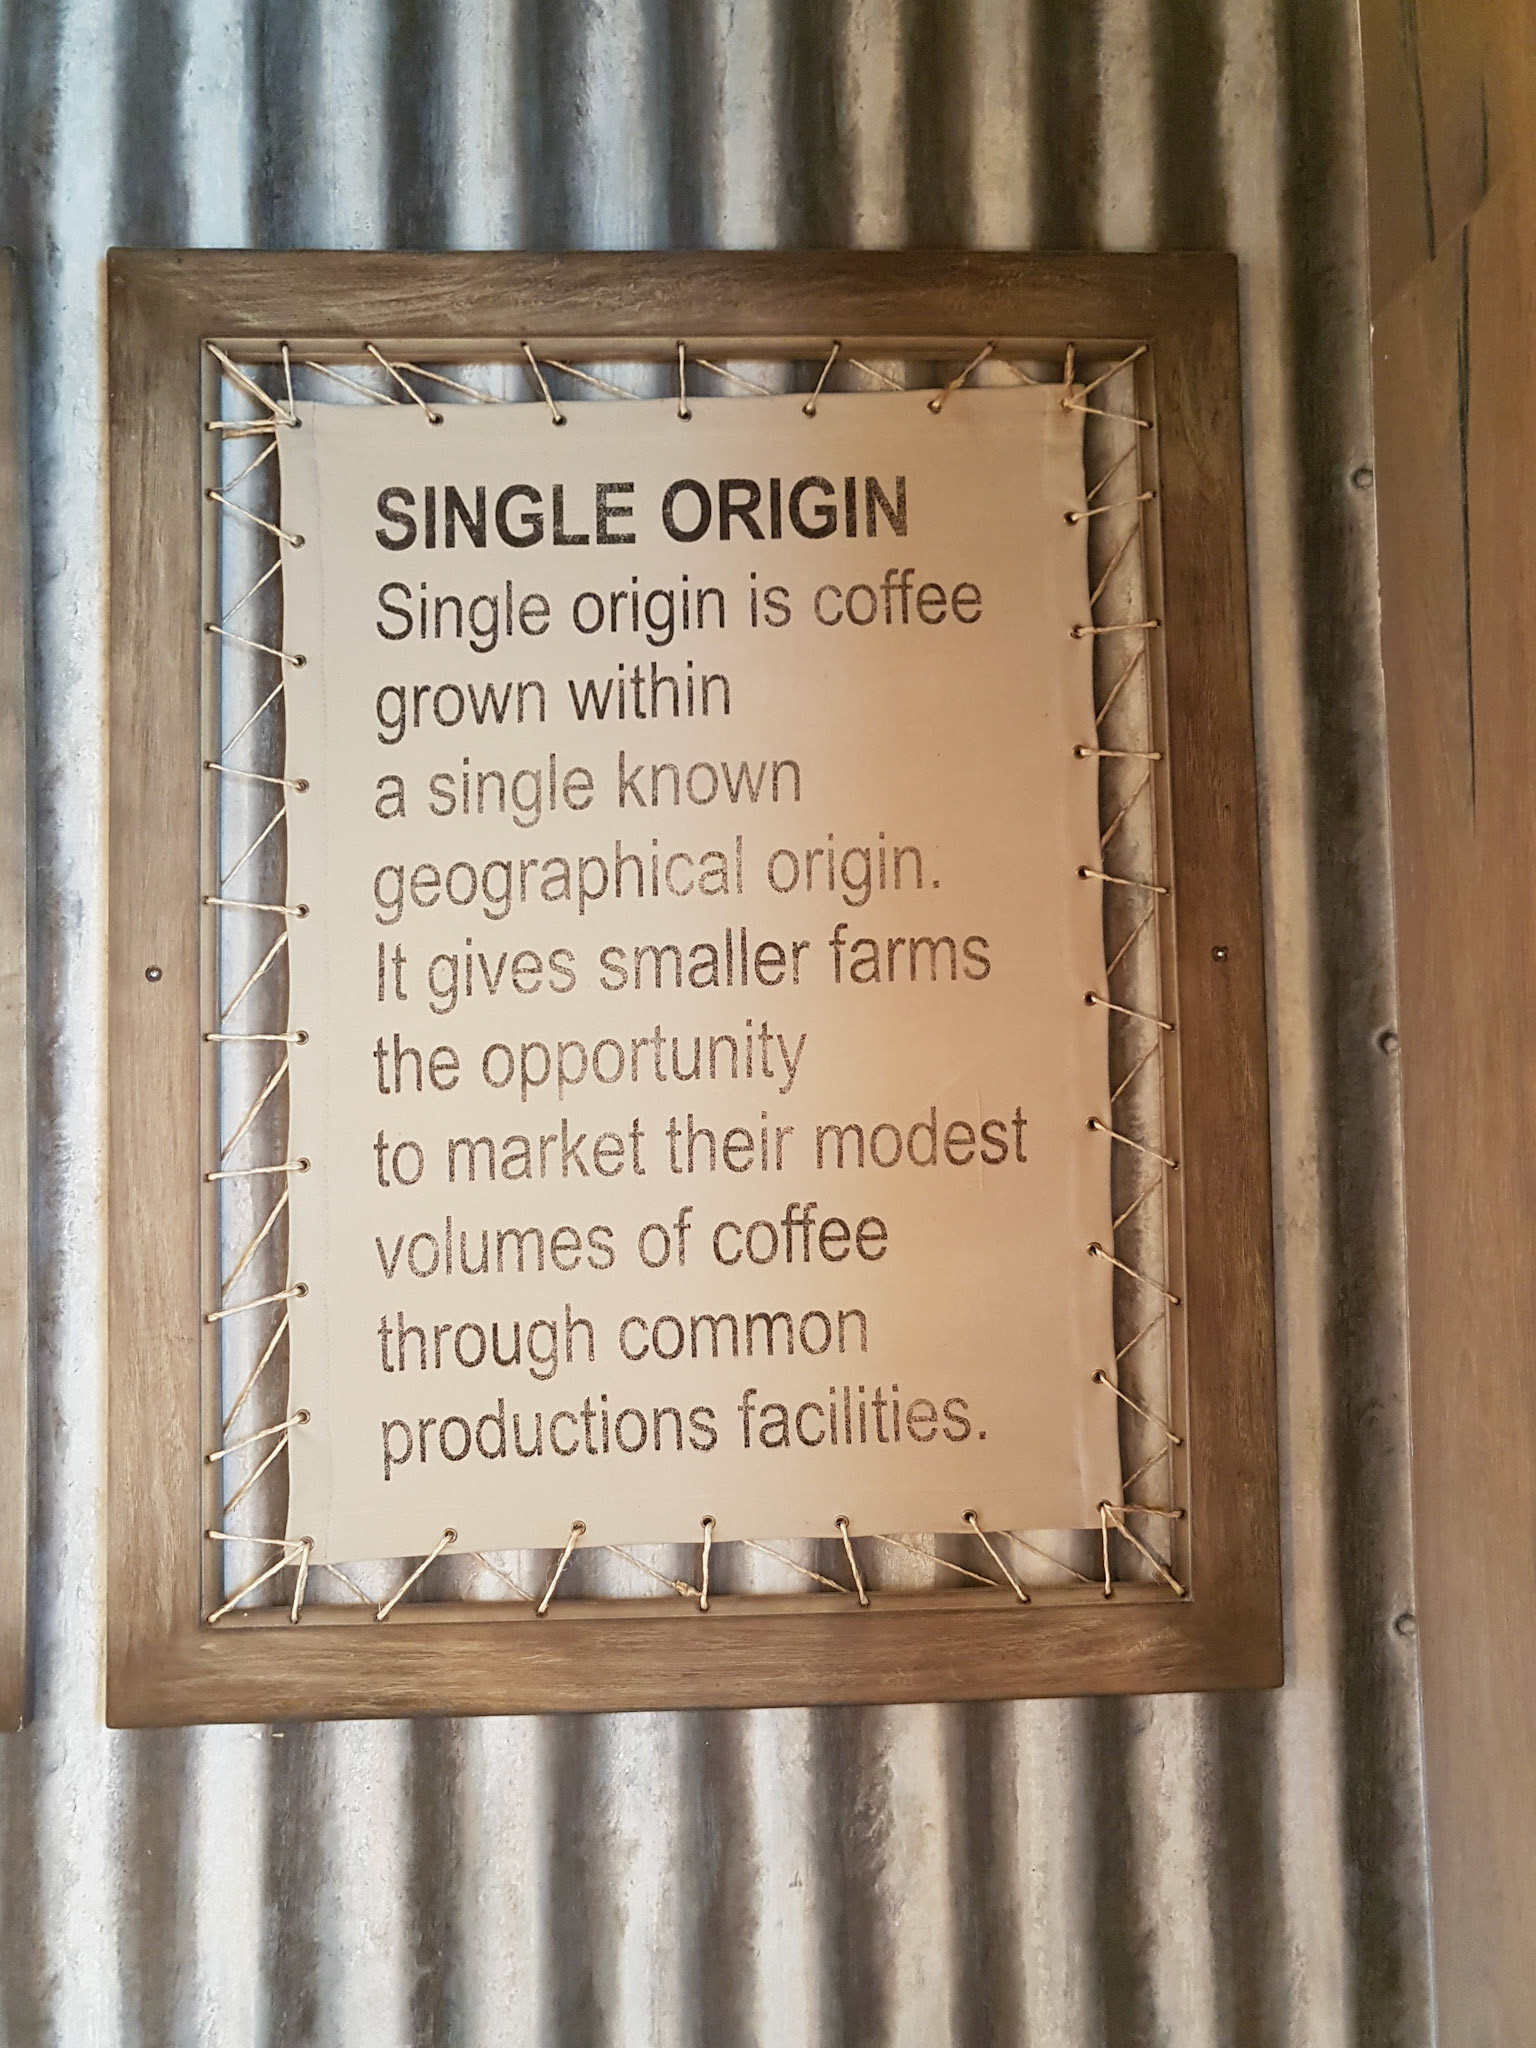 SINGLE ORIGIN
Single origin is coffee
grown within
a single known
geographical origin.
It gives smaller farms
the opportunity
to market their modest
volumes of coffee
through common
productions facilities.